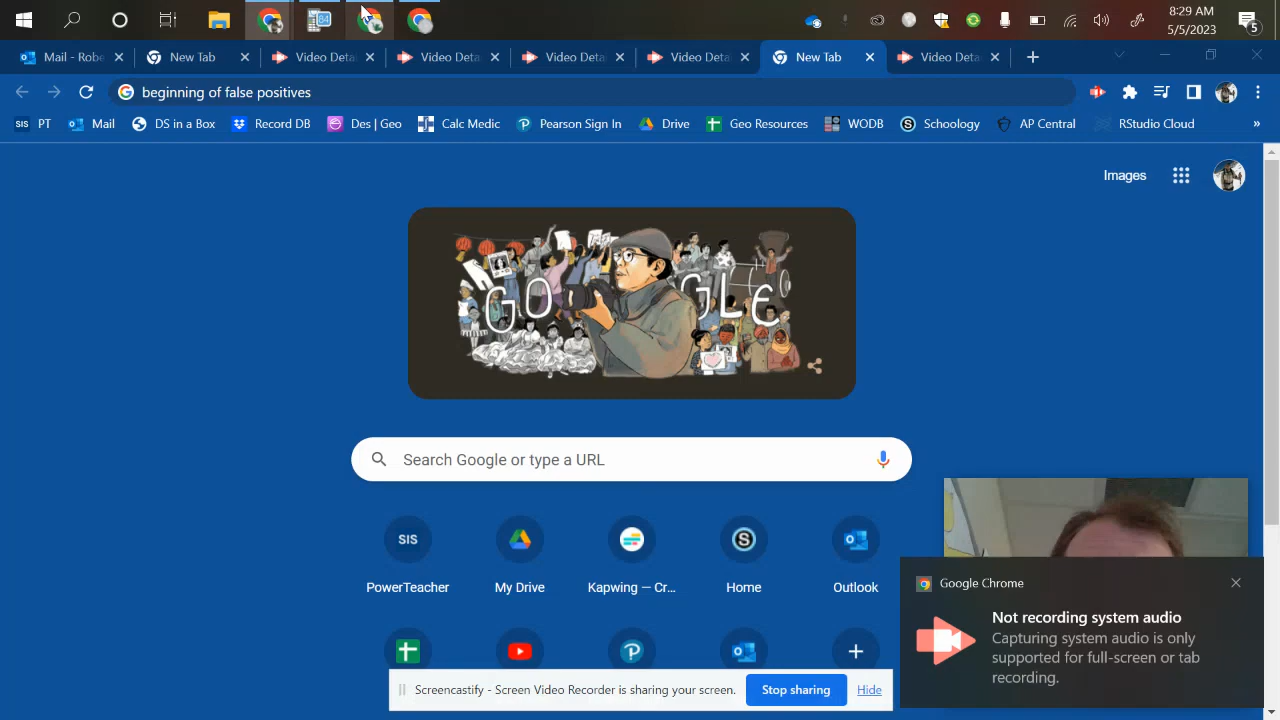 84
8:29 AM
5/5/2023
5
Mail - Robe
New Tab
Video Deta
Video Deta
Video Deta
Video Deta
New Tab
Video Deta
beginning of false positives
SIS PT
Mail
DS in a Box
Record DB
Des | Geo
Calc Medic
Pearson Sign In
Drive
Geo Resources
WODB
Schoology
AP Central
RStudio Cloud
»
Images
GOOGLE
Search Google or type a URL
SIS
PowerTeacher
My Drive
Kapwing — Cr...
Home
Outlook
Google Chrome
Not recording system audio
Capturing system audio is only
supported for full-screen or tab
recording.
Screencastify - Screen Video Recorder is sharing your screen.
Stop sharing
Hide